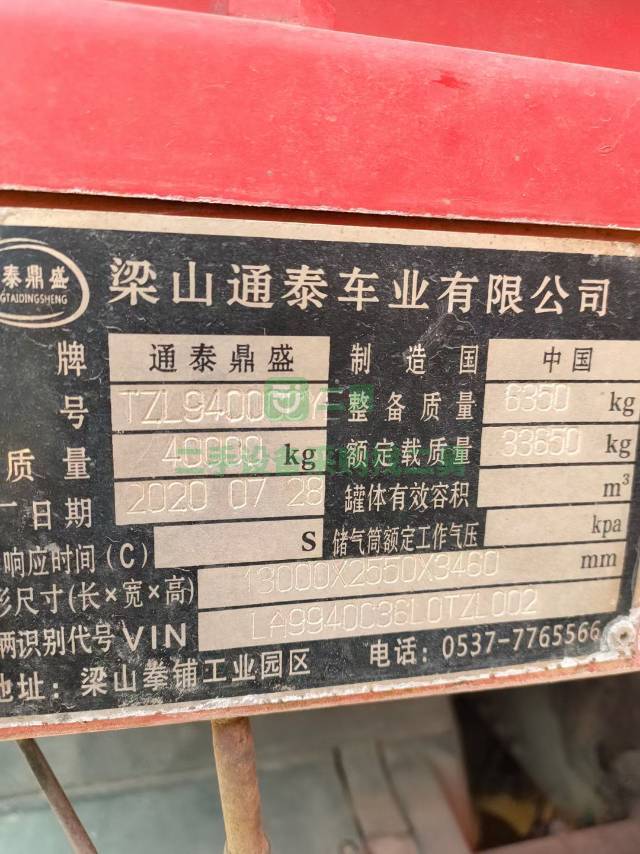 泰鼎盛
GTAIDINGSHENG
梁山通泰车业有限公司
牌 通泰鼎盛 制造国 中国
号 TZL9400 整备质量 6350 kg
质量 40000 kg 额定载质量 33650 kg
日期 2020 07 28 罐体有效容积 m³
响应时间(C) S 储气筒额定工作气压 kpa
形尺寸(长×宽×高) 13000X2550X3460 mm
辆识别代号VIN LA9940C36L0TZL002
地址: 梁山拳铺工业园区 电话: 0537-7765566